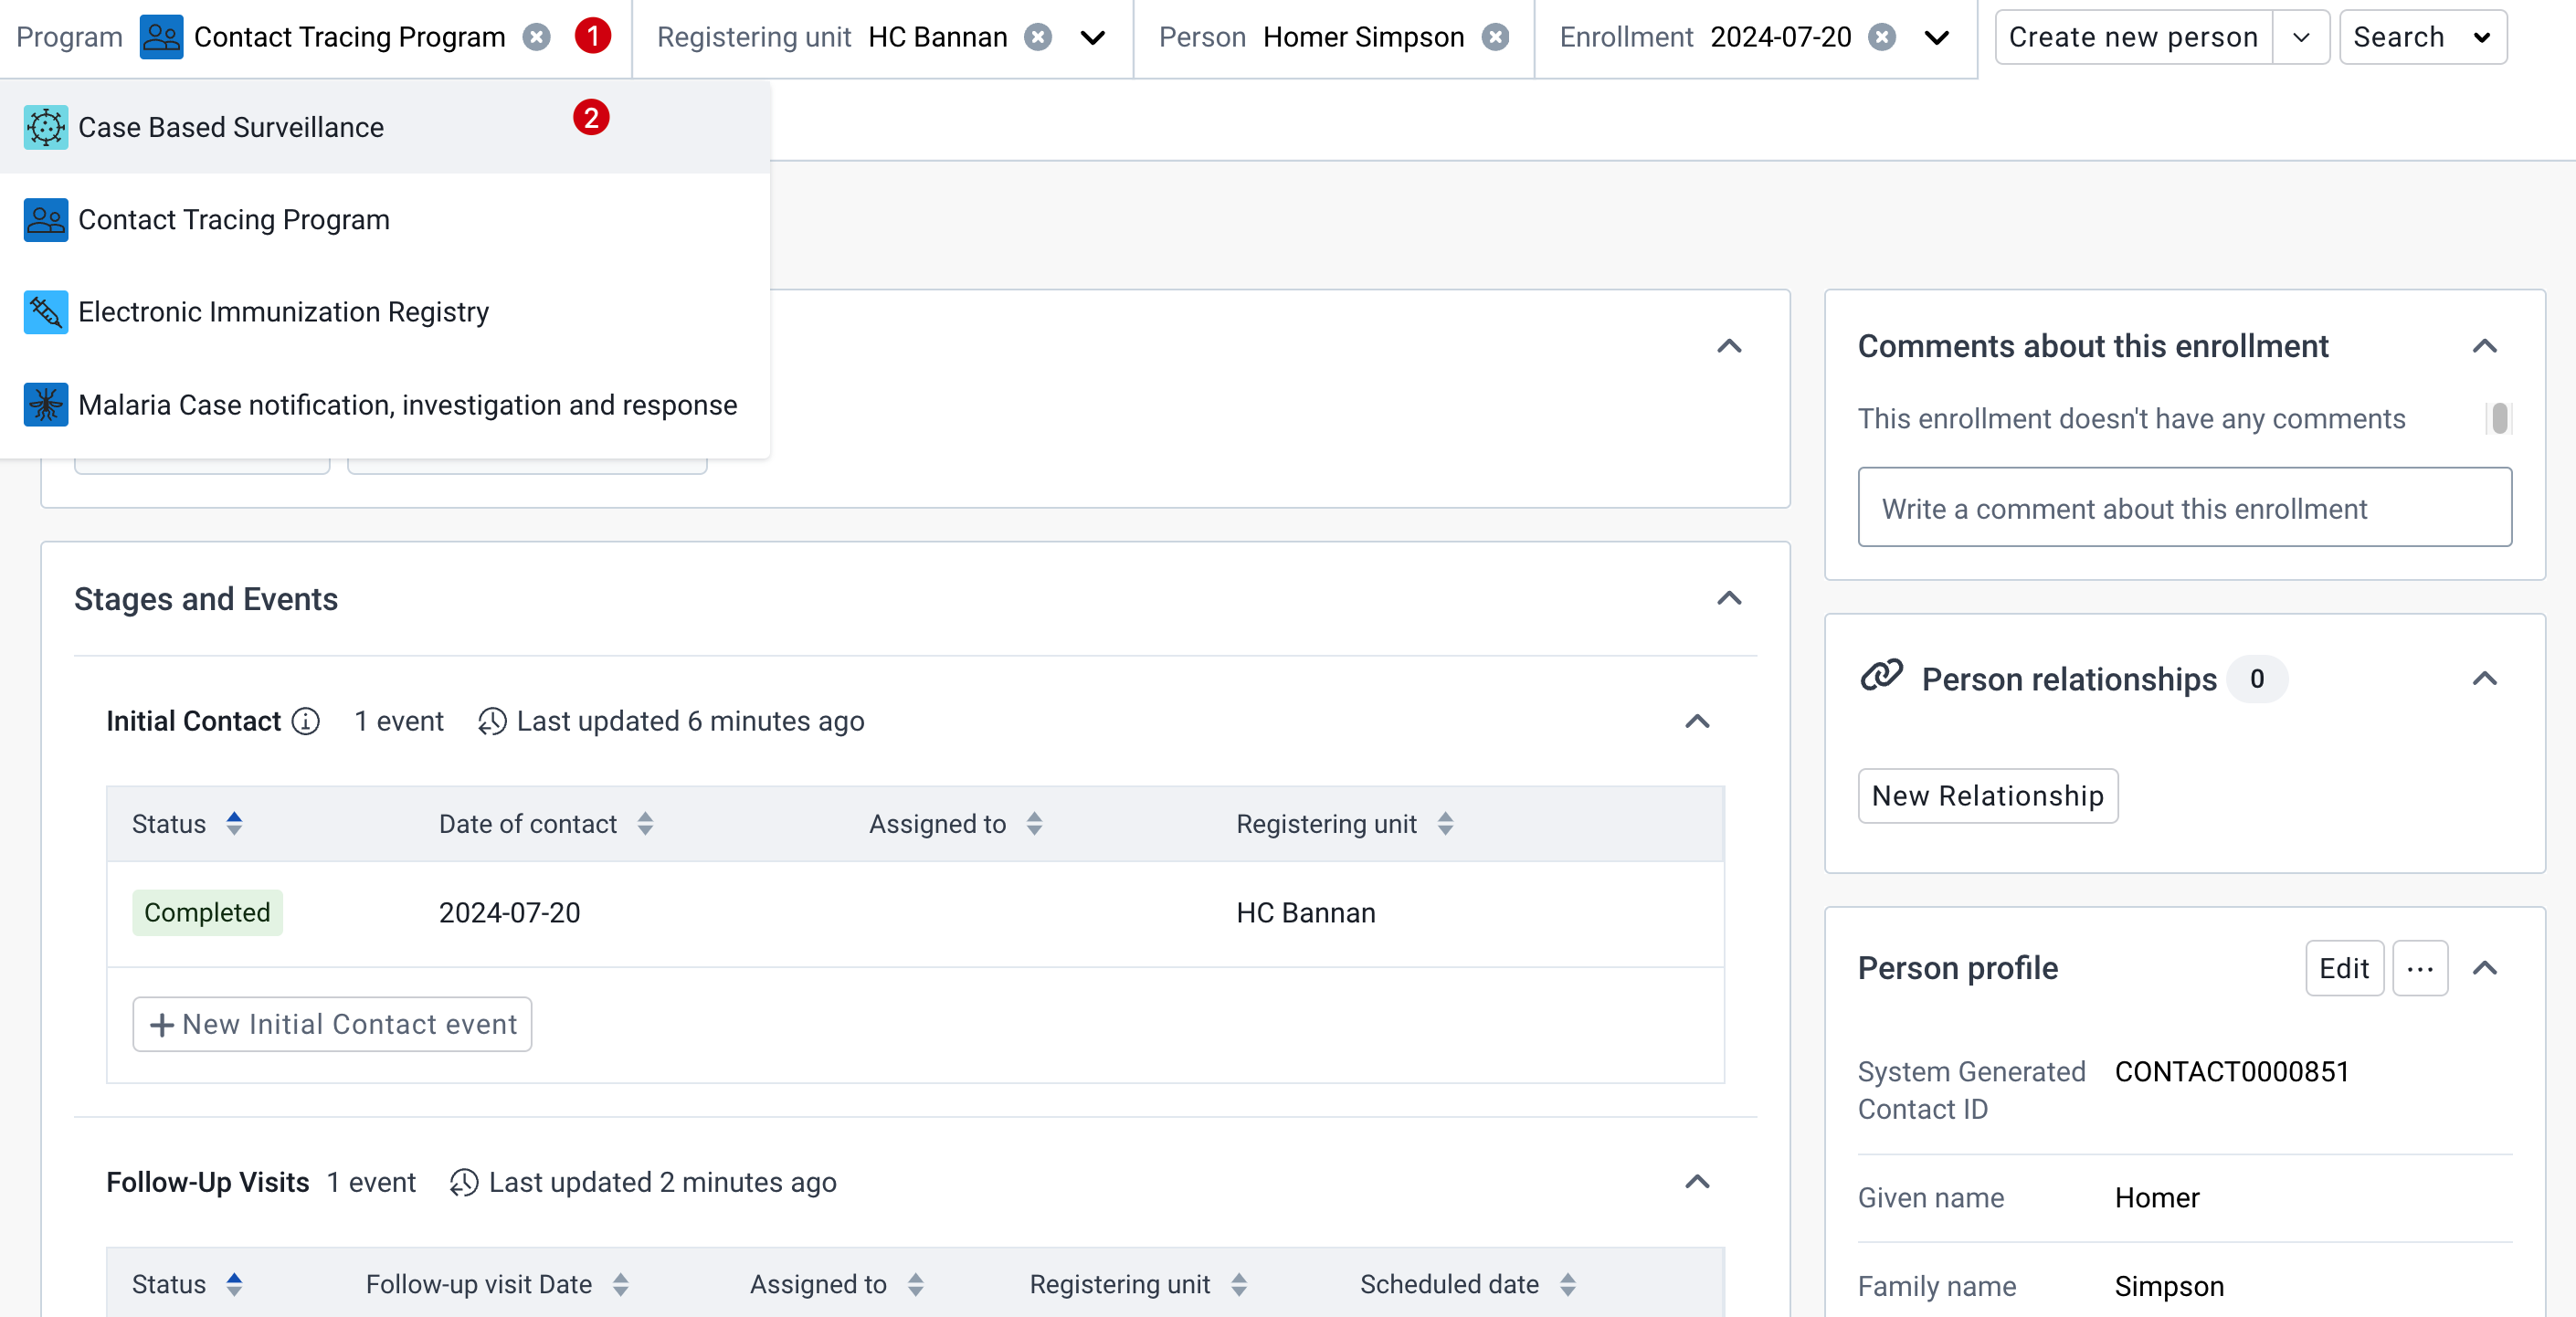 Program Contact Tracing Program 1 Registering unit HC Bannan Person Homer Simpson Enrollment 2024-07-20 Create new person Search
Case Based Surveillance 2
Contact Tracing Program
Electronic Immunization Registry
Malaria Case notification, investigation and response
Stages and Events
Initial Contact 1 event Last updated 6 minutes ago
Status Date of contact Assigned to Registering unit
Completed 2024-07-20 HC Bannan
New Initial Contact event
Follow-Up Visits 1 event Last updated 2 minutes ago
Status Follow-up visit Date Assigned to Registering unit Scheduled date
Comments about this enrollment
This enrollment doesn't have any comments
Write a comment about this enrollment
Person relationships 0
New Relationship
Person profile Edit ...
System Generated CONTACT0000851
Contact ID
Given name Homer
Family name Simpson